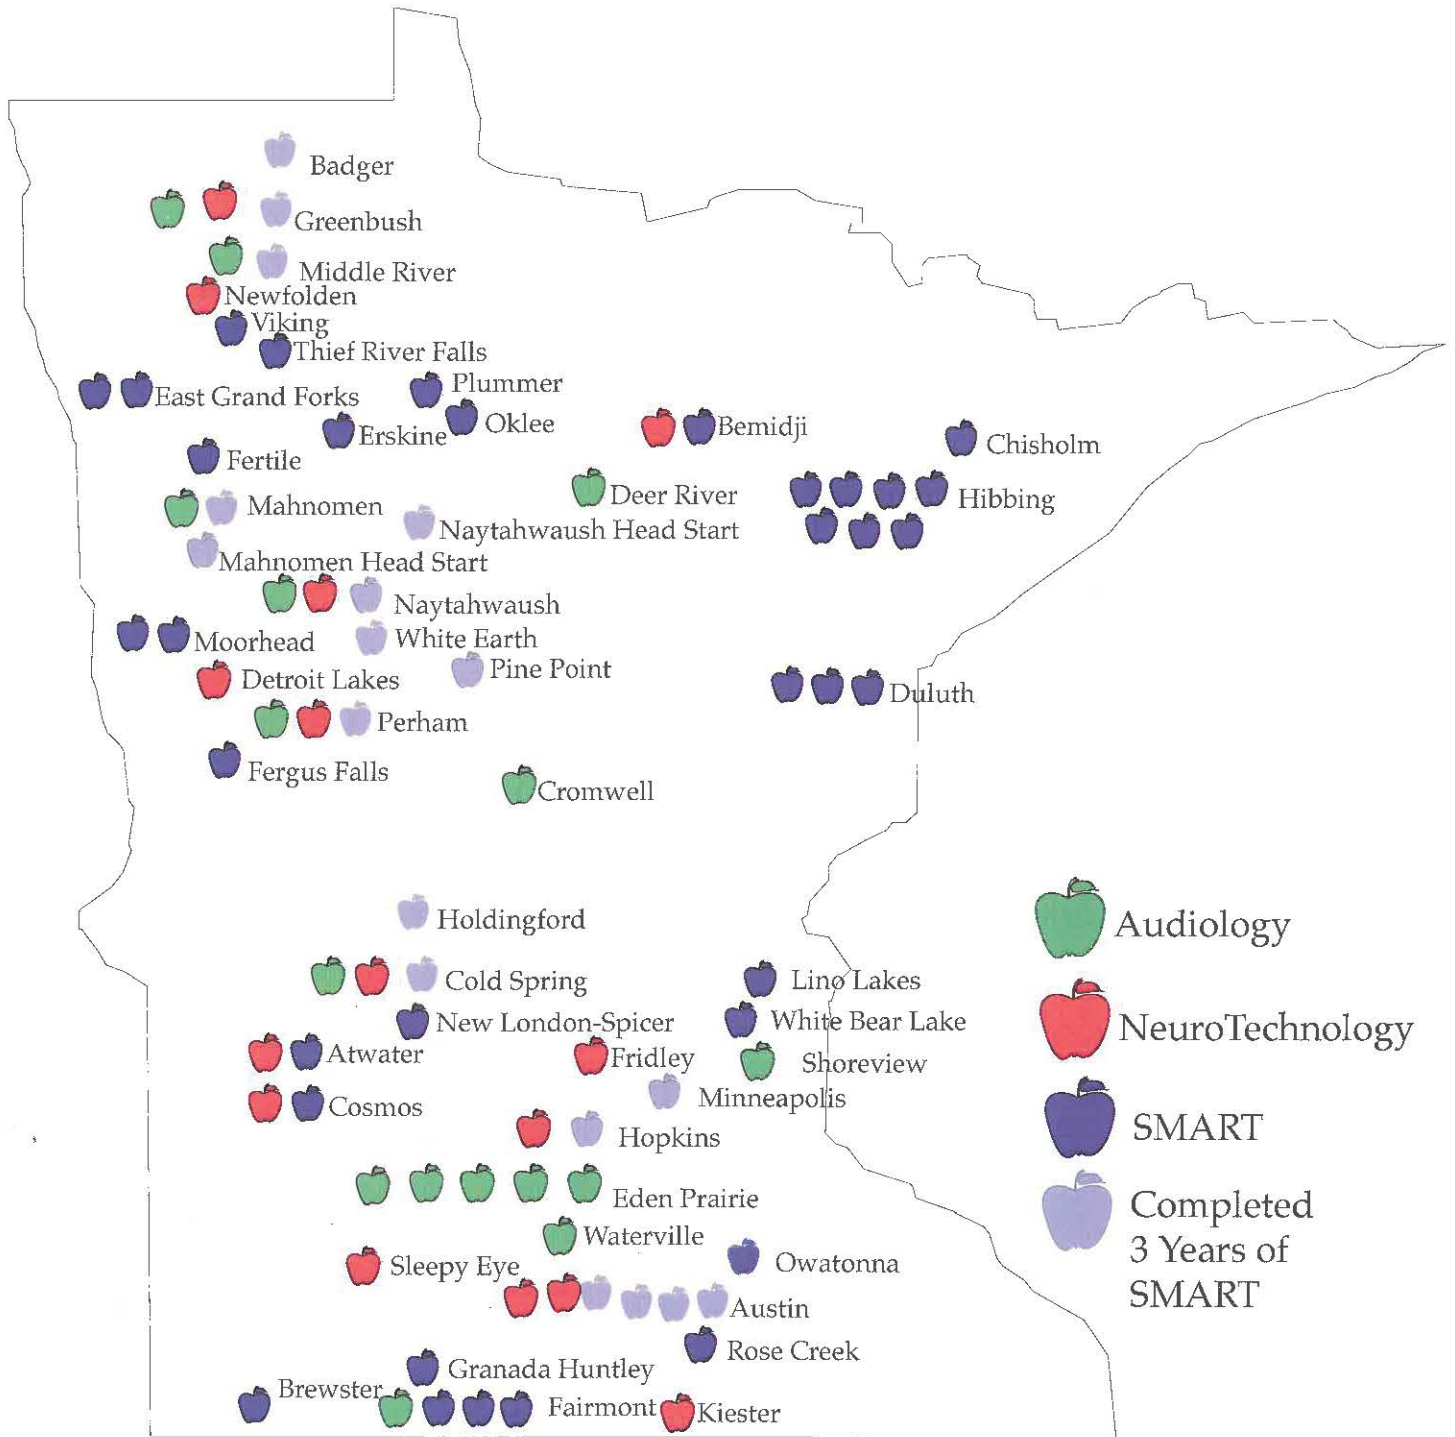 Badger
Greenbush
Middle River
Newfolden
Viking
Thief River Falls
East Grand Forks
Plummer
Erskine
Oklee
Fertile
Bemidji
Chisholm
Mahnomen
Deer River
Hibbing
Naytahwaush Head Start
Mahnomen Head Start
Naytahwaush
Moorhead
White Earth
Pine Point
Detroit Lakes
Duluth
Perham
Fergus Falls
Cromwell
Holdingford
Cold Spring
Lino Lakes
New London-Spicer
White Bear Lake
Atwater
Fridley
Shoreview
Cosmos
Minneapolis
Hopkins
Eden Prairie
Waterville
Sleepy Eye
Owatonna
Austin
Rose Creek
Granada Huntley
Brewster
Fairmont
Kiester
Audiology
NeuroTechnology
SMART
Completed
3 Years of
SMART